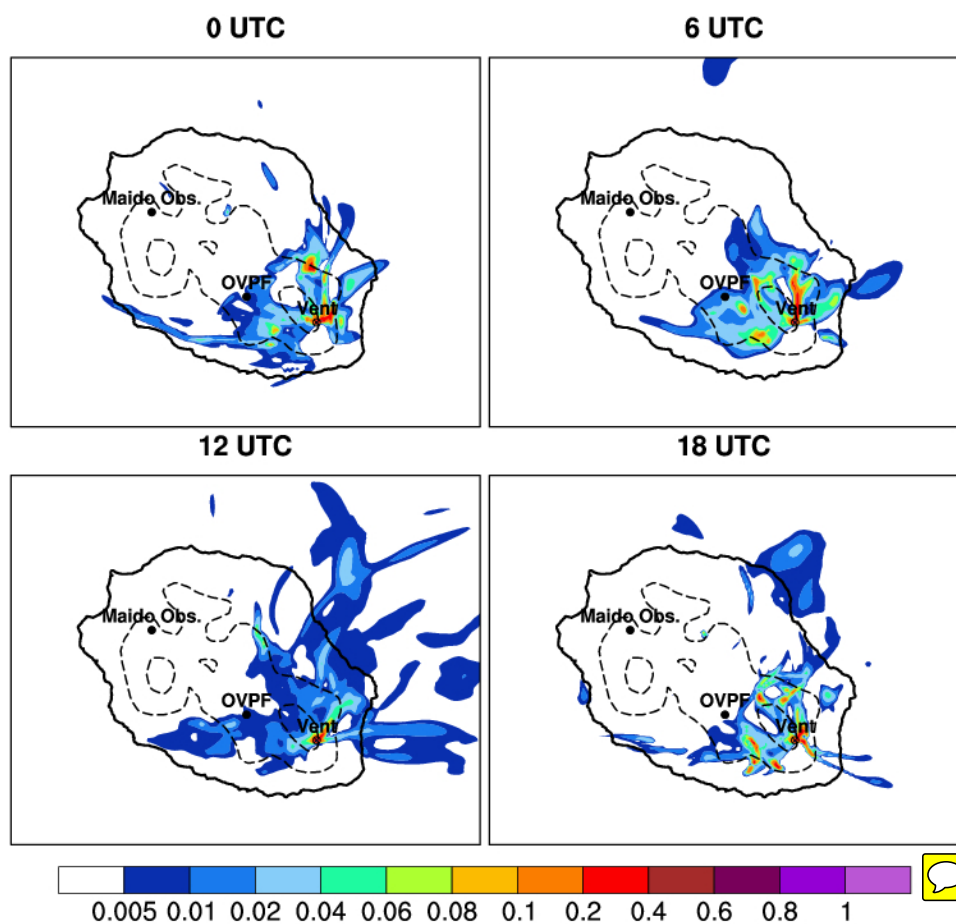 0 UTC
6 UTC
Maido Obs.
OVPF
Vent
Maido Obs.
OVPF
Vent
12 UTC
18 UTC
Maido Obs.
OVPF
Vent
Maido Obs.
OVPF
Vent
0.005 0.01 0.02 0.04 0.06 0.08 0.1 0.2 0.4 0.6 0.8 1